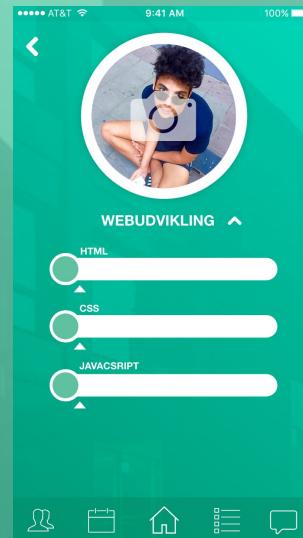 AT&T 9:41 AM 100%
WEBUDVIKLING
HTML
CSS
JAVACSRIPT